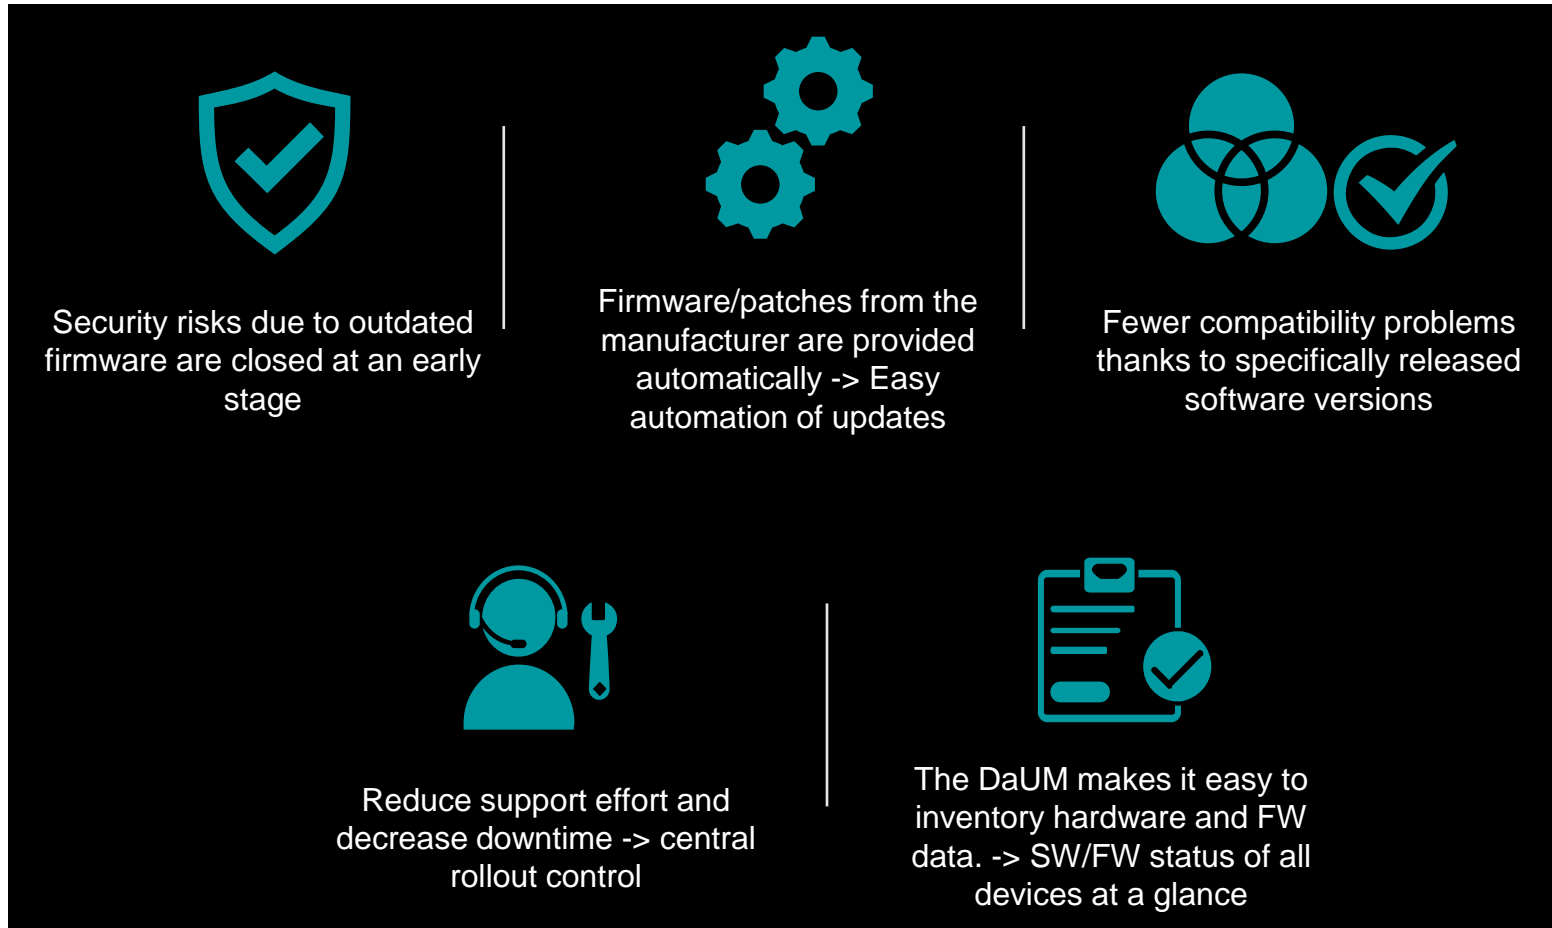 Security risks due to outdated
firmware are closed at an early
stage
Firmware/patches from the
manufacturer are provided
automatically -> Easy
automation of updates
Fewer compatibility problems
thanks to specifically released
software versions
Reduce support effort and
decrease downtime -> central
rollout control
The DaUM makes it easy to
inventory hardware and FW
data. -> SW/FW status of all
devices at a glance